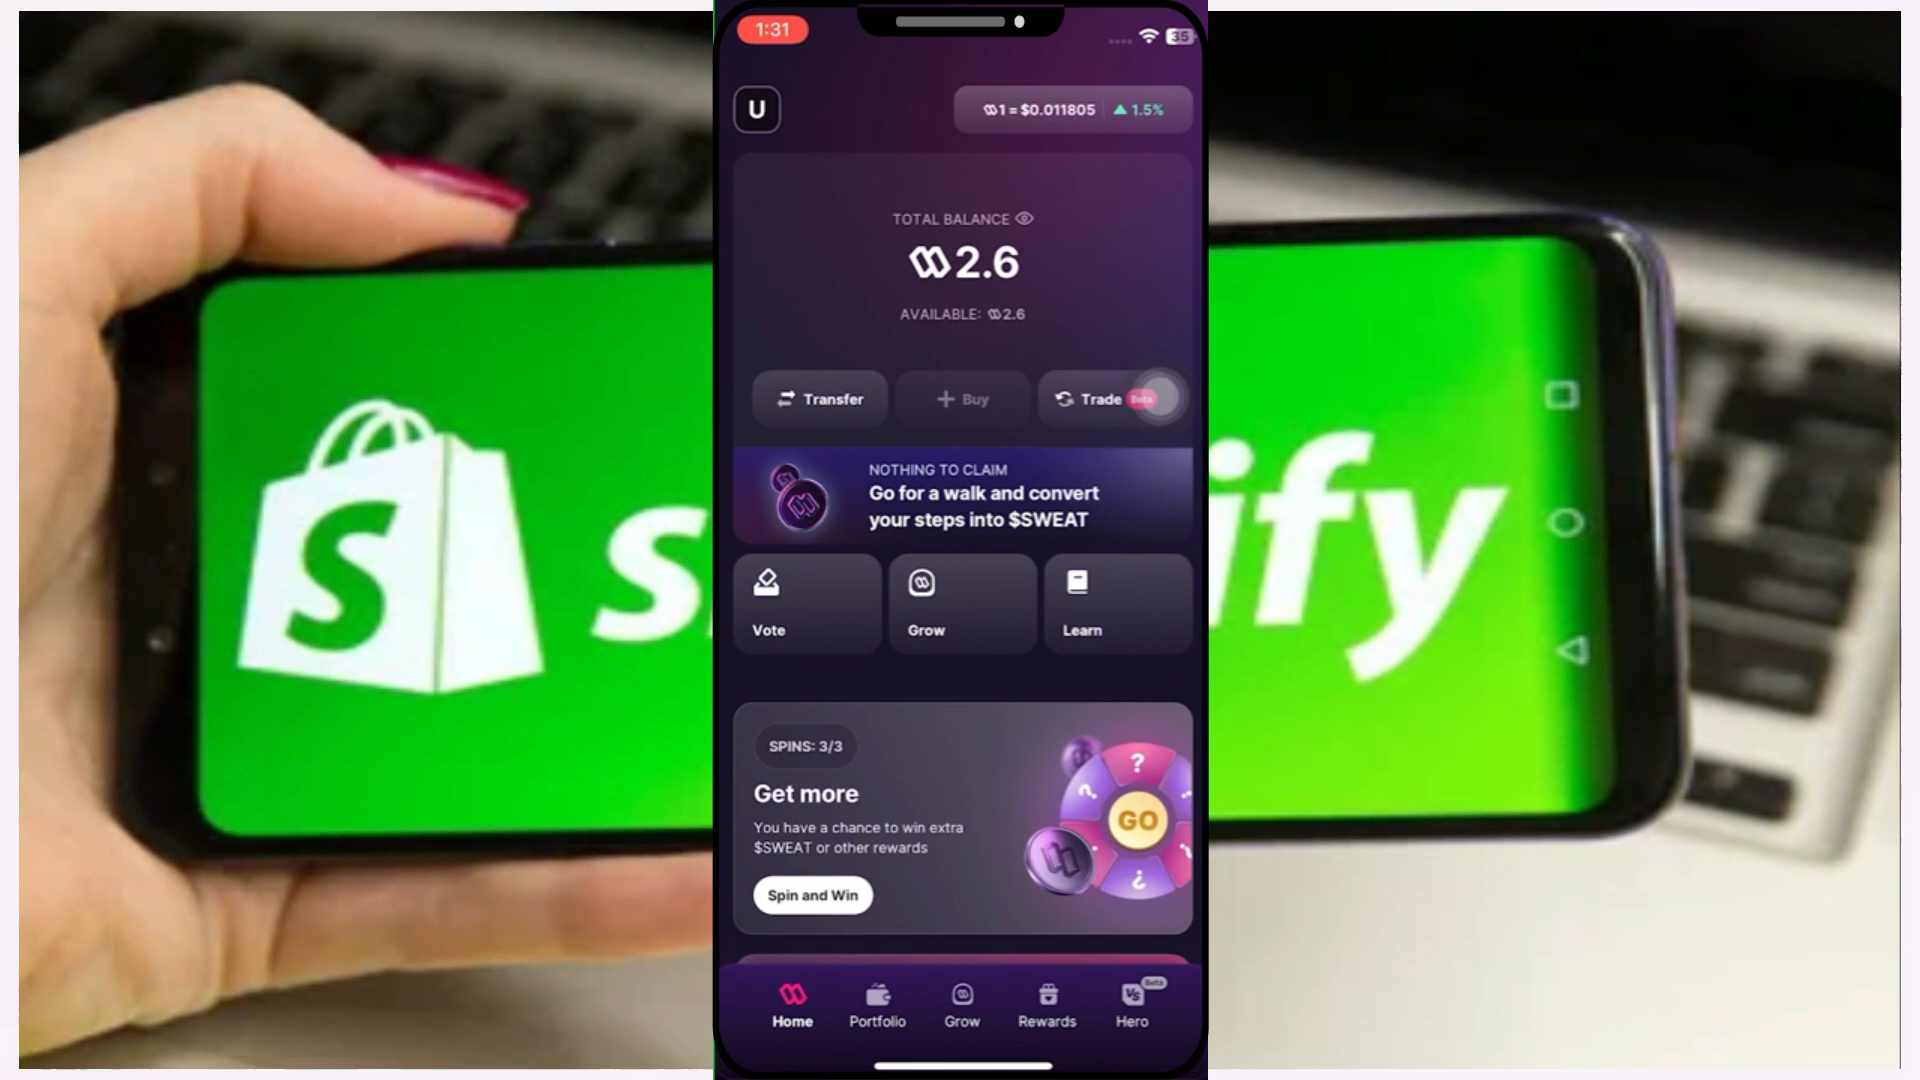 1:31
35
U
1 = $0.011805 ▲ 1.5%
TOTAL BALANCE
2.6
AVAILABLE: 2.6
Transfer
+ Buy
Trade Beta
NOTHING TO CLAIM
Go for a walk and convert
your steps into $SWEAT
Vote
Grow
Learn
SPINS: 3/3
Get more
You have a chance to win extra
$SWEAT or other rewards
Spin and Win
?
GO
Home
Portfolio
Grow
Rewards
Hero
VS
Beta
S
s
ify